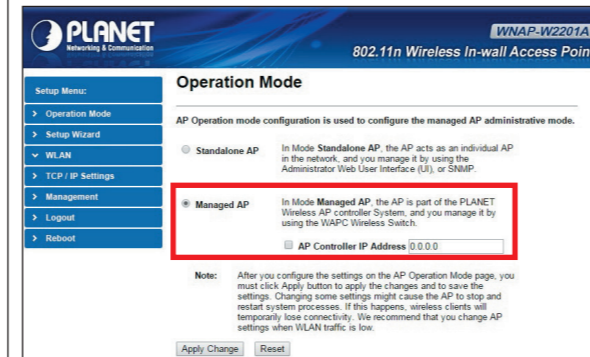 PLANET
Networking & Communication
WNAP-W2201A
802.11n Wireless In-wall Access Poin
Setup Menu:
Operation Mode
Setup Wizard
WLAN
TCP / IP Settings
Management
Logout
Reboot
Operation Mode
AP Operation mode configuration is used to configure the managed AP administrative mode.
Standalone AP
In Mode Standalone AP, the AP acts as an individual AP
in the network, and you manage it by using the
Administrator Web User Interface (UI), or SNMP.
Managed AP
In Mode Managed AP, the AP is part of the PLANET
Wireless AP controller System, and you manage it by
using the WAPC Wireless Switch.
AP Controller IP Address 0.0.0.0
Note: After you configure the settings on the AP Operation Mode page, you
must click Apply button to apply the changes and to save the
settings. Changing some settings might cause the AP to stop and
restart system processes. If this happens, wireless clients will
temporarily lose connectivity. We recommend that you change AP
settings when WLAN traffic is low.
Apply Change Reset